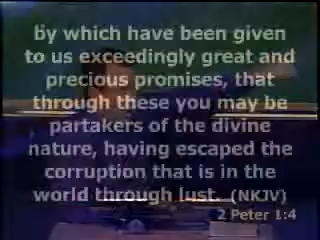 By which have been given
to us exceedingly great and
precious promises, that
through these you may be
partakers of the divine
nature, having escaped the
corruption that is in the
world through lust. (NKJV)
2 Peter 1:4